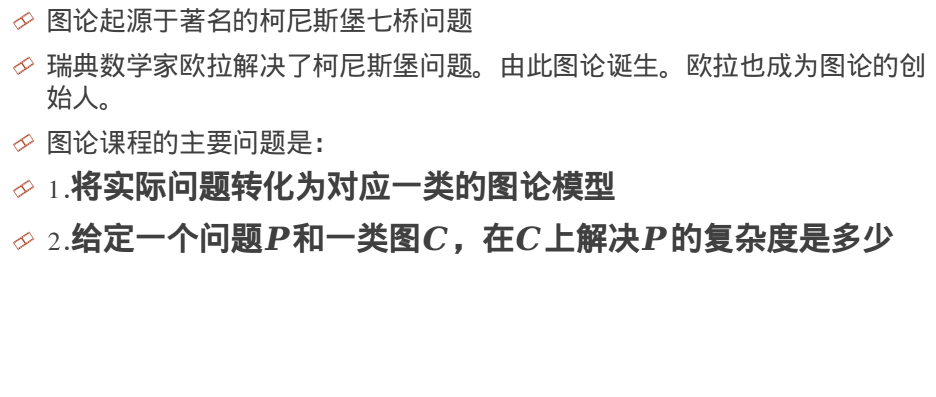 图论起源于著名的柯尼斯堡七桥问题
瑞典数学家欧拉解决了柯尼斯堡问题。由此图论诞生。欧拉也成为图论的创
始人。
图论课程的主要问题是：
1.将实际问题转化为对应一类的图论模型
2.给定一个问题P和一类图C，在C上解决P的复杂度是多少